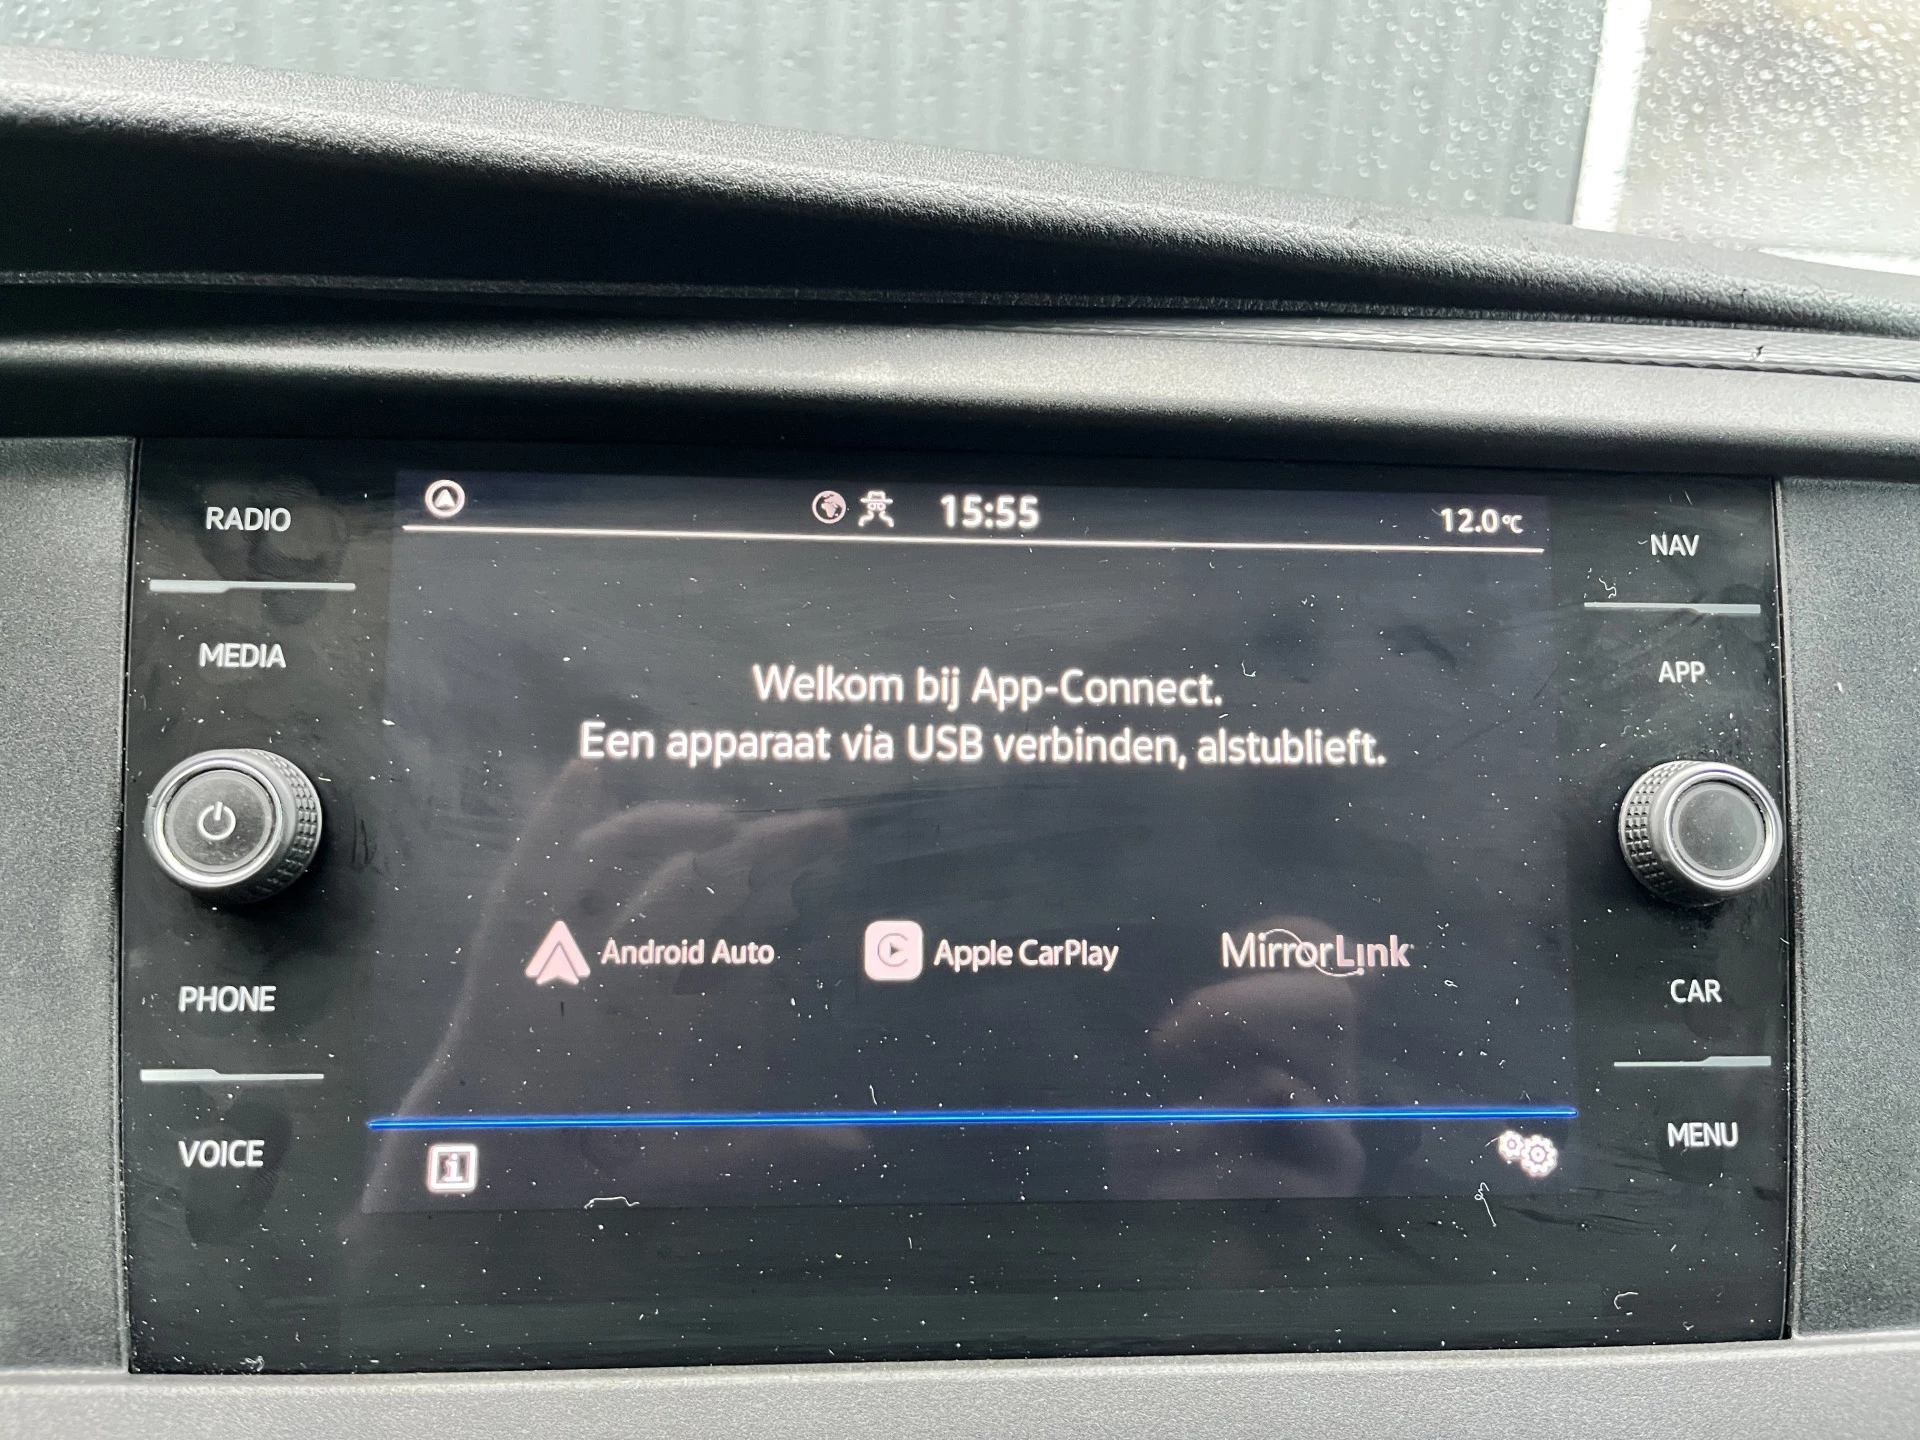 RADIO
MEDIA
PHONE
VOICE
15:55
12.0°C
Welkom bij App-Connect.
Een apparaat via USB verbinden, alstublieft.
Android Auto
Apple CarPlay
MirrorLink
i
NAV
APP
CAR
MENU